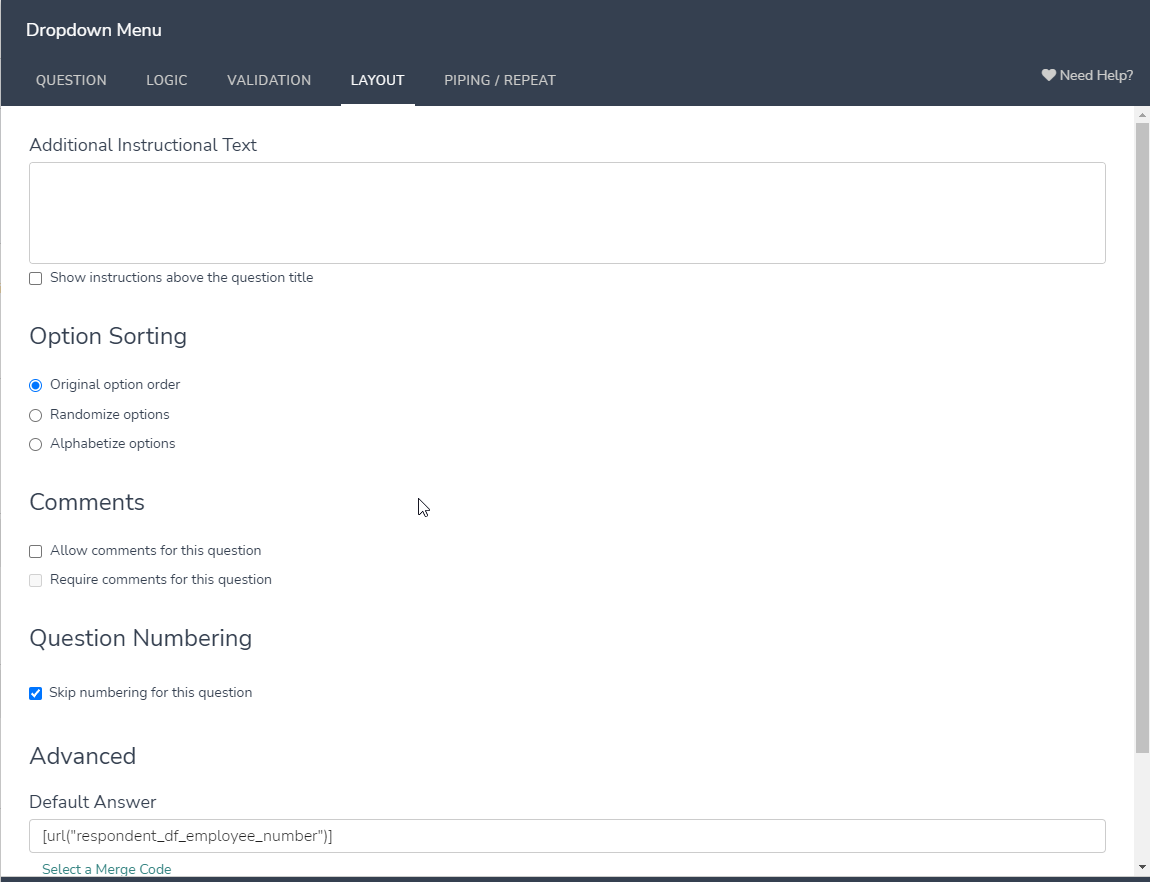 Dropdown Menu
QUESTION LOGIC VALIDATION LAYOUT PIPING / REPEAT
Need Help?
Additional Instructional Text
Show instructions above the question title
Option Sorting
Original option order
Randomize options
Alphabetize options
Comments
Allow comments for this question
Require comments for this question
Question Numbering
Skip numbering for this question
Advanced
Default Answer
[url("respondent_df_employee_number")]
Select a Merge Code